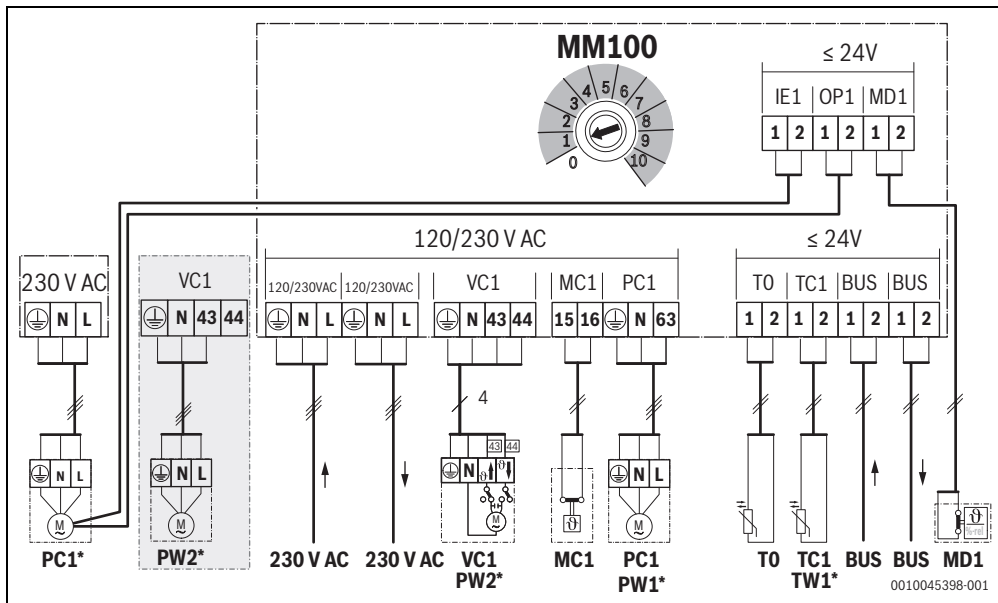 MM100
0 1 2 3 4 5 6 7 8 9 10
≤ 24V
IE1 OP1 MD1
1 2 1 2 1 2
120/230 V AC
≤ 24V
230 V AC
VC1
120/230VAC 120/230VAC
VC1
MC1
PC1
T0 TC1 BUS BUS
N L
N 43 44
N L
N L
N 43 44
15 16
N 63
1 2 1 2 1 2 1 2
4
43 44
N L
N L
N ϑ ϑ
N L
M ~
M ~
M ~
ϑ
M ~
ϑ
%-rel
PC1*
PW2*
230 V AC
230 V AC
VC1
PW2*
MC1
PC1
PW1*
T0
TC1
TW1*
BUS
BUS
MD1
0010045398-001